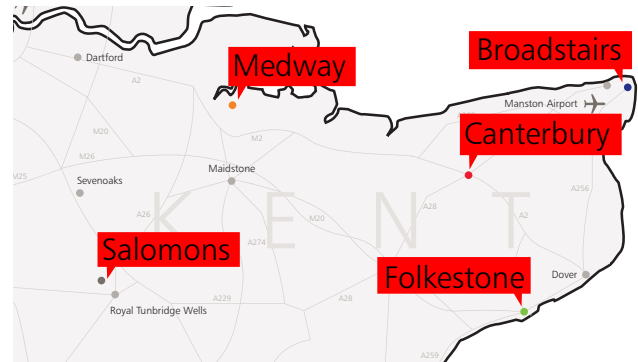 Broadstairs
Dartford
Medway
A2
Manston Airport
M20
Canterbury
M2
M26
Maidstone
M25
Sevenoaks
A256
A28
A26
K E N T
M20
A2
A274
Salomons
Folkestone
Dover
A229
A28
Royal Tunbridge Wells
A259